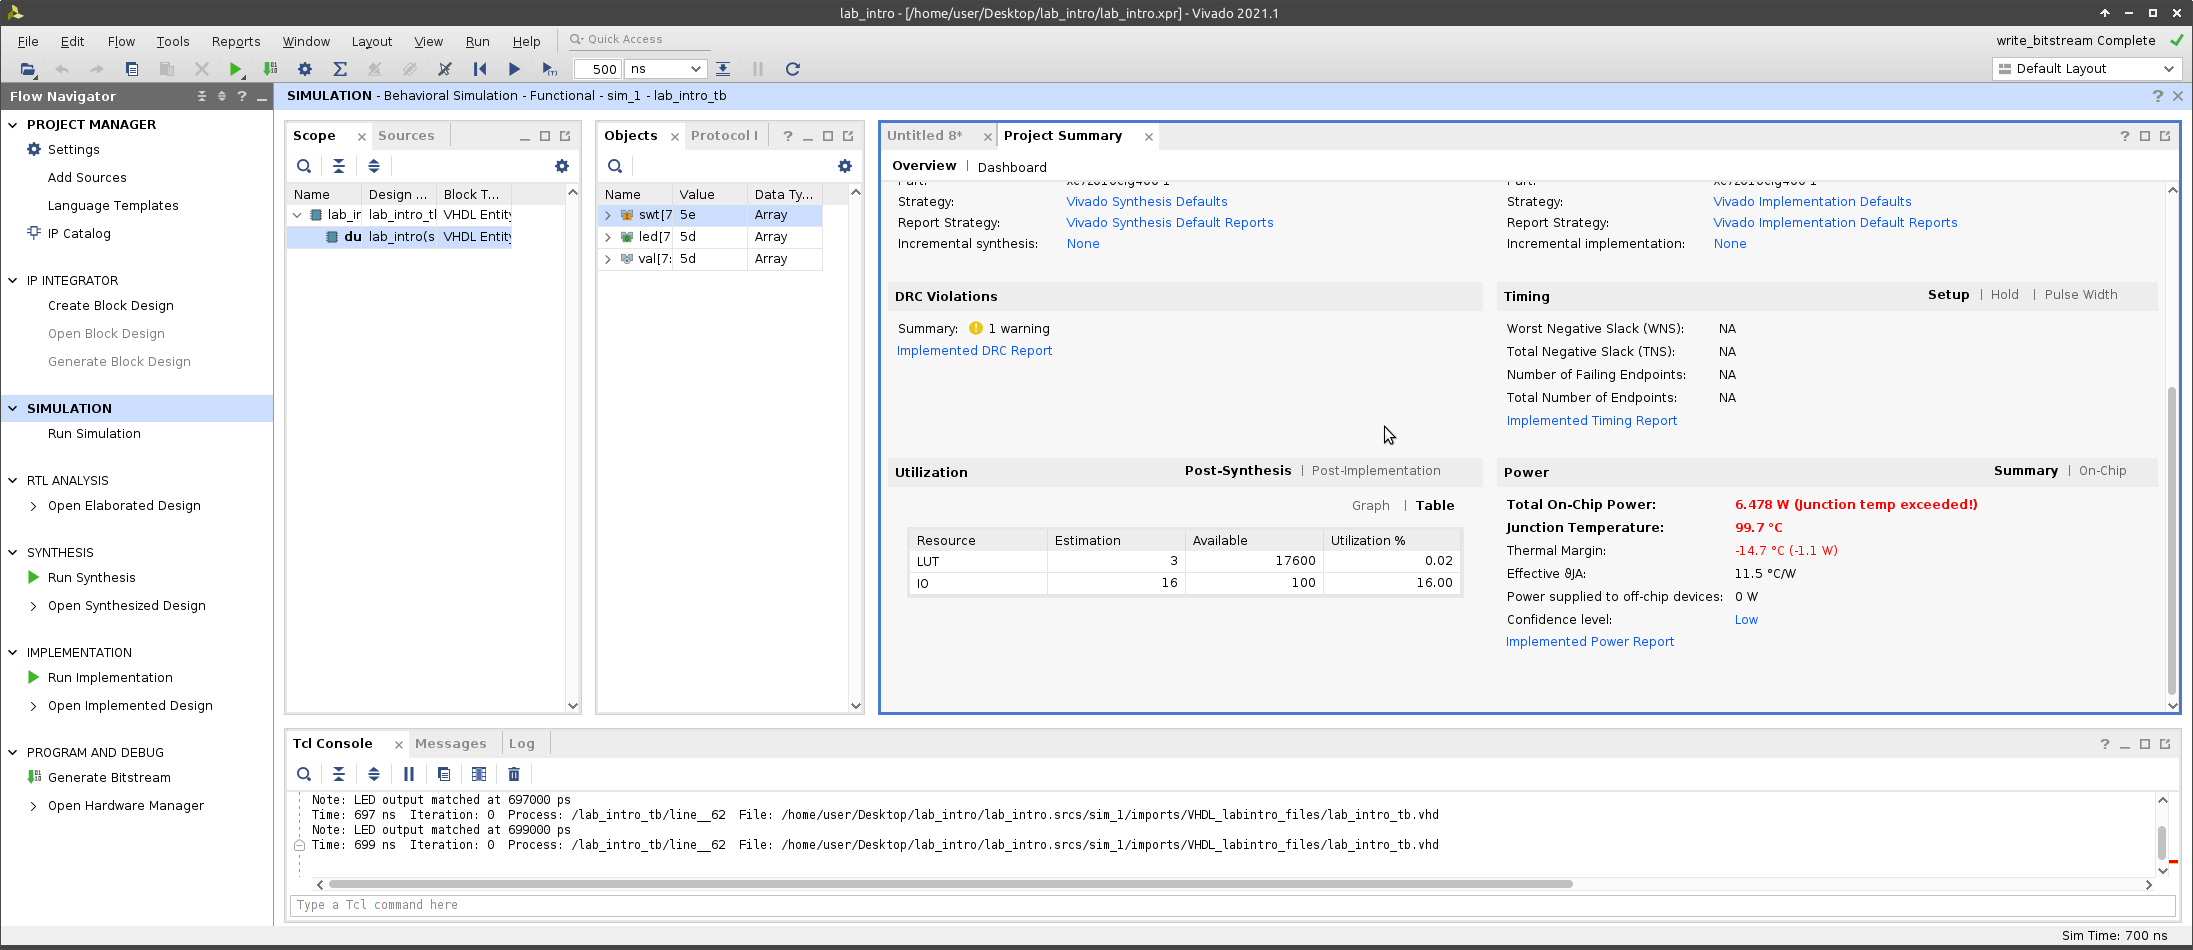 lab_intro - [/home/user/Desktop/lab_intro/lab_intro.xpr] - Vivado 2021.1
File Edit Flow Tools Reports Window Layout View Run Help Quick Access
write_bitstream Complete
500 ns
Default Layout
Flow Navigator
PROJECT MANAGER
Settings
Add Sources
Language Templates
IP Catalog
IP INTEGRATOR
Create Block Design
Open Block Design
Generate Block Design
SIMULATION
Run Simulation
RTL ANALYSIS
Open Elaborated Design
SYNTHESIS
Run Synthesis
Open Synthesized Design
IMPLEMENTATION
Run Implementation
Open Implemented Design
PROGRAM AND DEBUG
Generate Bitstream
Open Hardware Manager
SIMULATION - Behavioral Simulation - Functional - sim_1 - lab_intro_tb
Scope Sources
Name Design ... Block T...
lab_ir lab_intro_tl VHDL Entity
du lab_intro(s VHDL Entity
Objects Protocol I
Name Value Data Ty...
swt[7 5e Array
led[7 5d Array
val[7: 5d Array
Untitled 8* Project Summary
Overview | Dashboard
Part:
Strategy: Vivado Synthesis Defaults
Report Strategy: Vivado Synthesis Default Reports
Incremental synthesis: None
Part:
Strategy: Vivado Implementation Defaults
Report Strategy: Vivado Implementation Default Reports
Incremental implementation: None
DRC Violations
Summary: 1 warning
Implemented DRC Report
Timing Setup | Hold | Pulse Width
Worst Negative Slack (WNS): NA
Total Negative Slack (TNS): NA
Number of Failing Endpoints: NA
Total Number of Endpoints: NA
Implemented Timing Report
Utilization Post-Synthesis | Post-Implementation
Graph | Table
Resource Estimation Available Utilization %
LUT 3 17600 0.02
IO 16 100 16.00
Power Summary | On-Chip
Total On-Chip Power: 6.478 W (Junction temp exceeded!)
Junction Temperature: 99.7 °C
Thermal Margin: -14.7 °C (-1.1 W)
Effective ϑJA: 11.5 °C/W
Power supplied to off-chip devices: 0 W
Confidence level: Low
Implemented Power Report
Tcl Console Messages Log
Note: LED output matched at 697000 ps
Time: 697 ns Iteration: 0 Process: /lab_intro_tb/line__62 File: /home/user/Desktop/lab_intro/lab_intro.srcs/sim_1/imports/VHDL_labintro_files/lab_intro_tb.vhd
Note: LED output matched at 699000 ps
Time: 699 ns Iteration: 0 Process: /lab_intro_tb/line__62 File: /home/user/Desktop/lab_intro/lab_intro.srcs/sim_1/imports/VHDL_labintro_files/lab_intro_tb.vhd
Type a Tcl command here
Sim Time: 700 ns